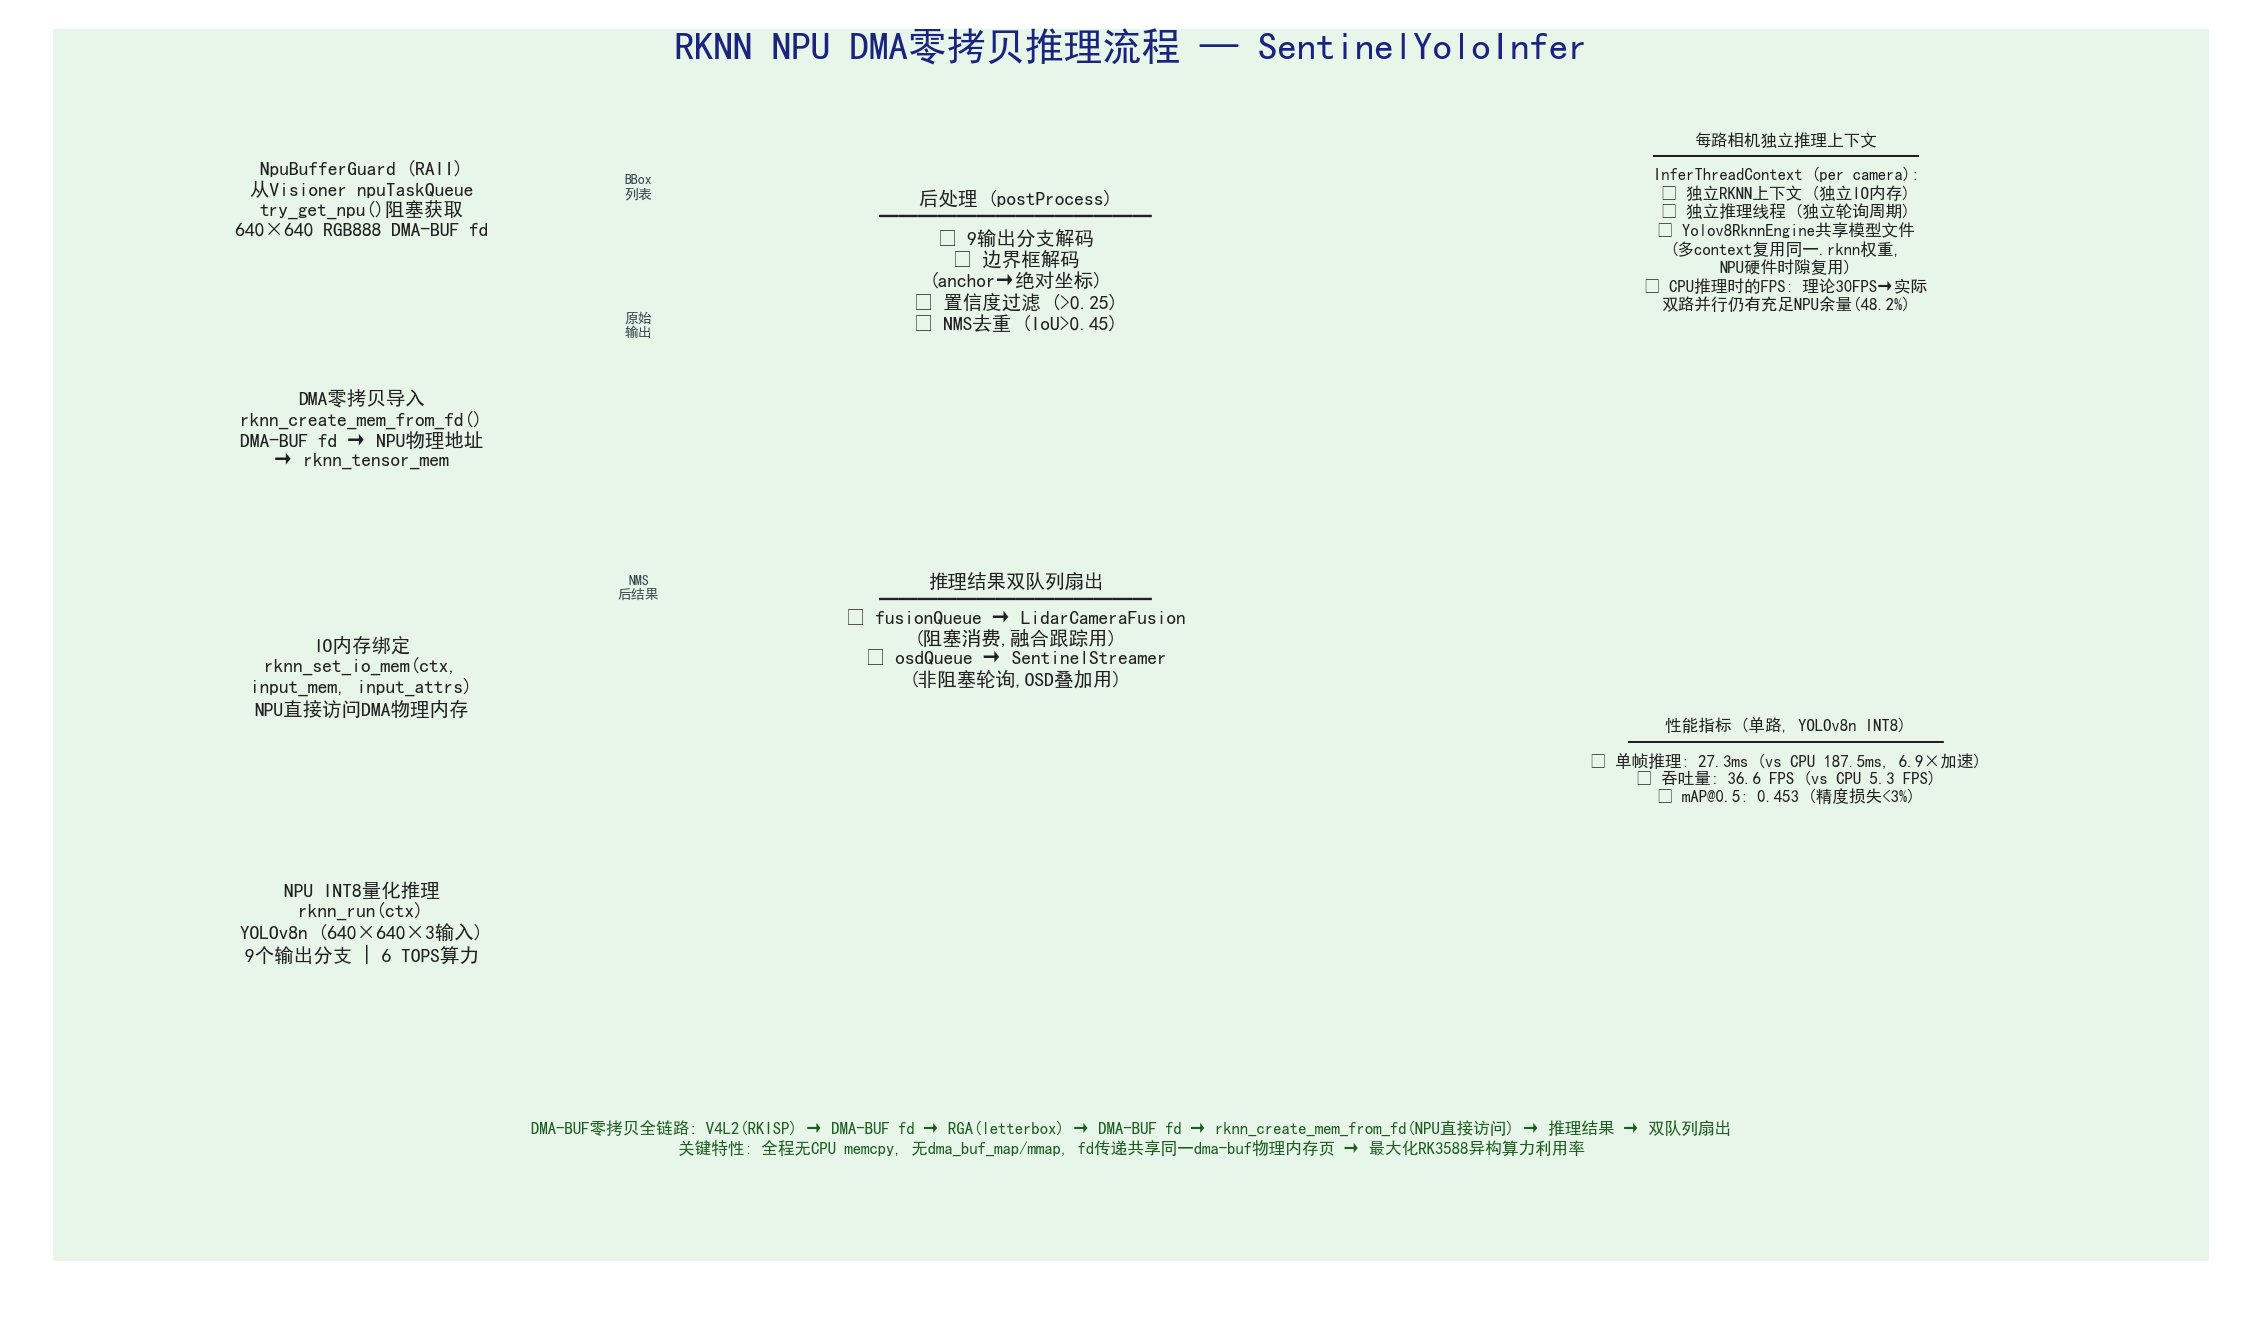 RKNN NPU DMA零拷贝推理流程 — SentinelYoloInfer
NpuBufferGuard (RAII)
从Visioner npuTaskQueue
try_get_npu()阻塞获取
640×640 RGB888 DMA-BUF fd
DMA零拷贝导入
rknn_create_mem_from_fd()
DMA-BUF fd → NPU物理地址
→ rknn_tensor_mem
IO内存绑定
rknn_set_io_mem(ctx,
input_mem, input_attrs)
NPU直接访问DMA物理内存
NPU INT8量化推理
rknn_run(ctx)
YOLOv8n (640×640×3输入)
9个输出分支 | 6 TOPS算力
BBox
列表
原始
输出
NMS
后结果
后处理 (postProcess)
□ 9输出分支解码
□ 边界框解码
(anchor→绝对坐标)
□ 置信度过滤 (>0.25)
□ NMS去重 (IoU>0.45)
推理结果双队列扇出
□ fusionQueue → LidarCameraFusion
(阻塞消费,融合跟踪用)
□ osdQueue → SentinelStreamer
(非阻塞轮询,OSD叠加用)
每路相机独立推理上下文
InferThreadContext (per camera):
□ 独立RKNN上下文 (独立IO内存)
□ 独立推理线程 (独立轮询周期)
□ Yolov8RknnEngine共享模型文件
(多context复用同一.rknn权重,
NPU硬件时隙复用)
□ CPU推理时的FPS: 理论30FPS→实际
双路并行仍有充足NPU余量(48.2%)
性能指标 (单路, YOLOv8n INT8)
□ 单帧推理: 27.3ms (vs CPU 187.5ms, 6.9×加速)
□ 吞吐量: 36.6 FPS (vs CPU 5.3 FPS)
□ mAP@0.5: 0.453 (精度损失<3%)
DMA-BUF零拷贝全链路: V4L2(RKISP) → DMA-BUF fd → RGA(letterbox) → DMA-BUF fd → rknn_create_mem_from_fd(NPU直接访问) → 推理结果 → 双队列扇出
关键特性: 全程无CPU memcpy, 无dma_buf_map/mmap, fd传递共享同一dma-buf物理内存页 → 最大化RK3588异构算力利用率